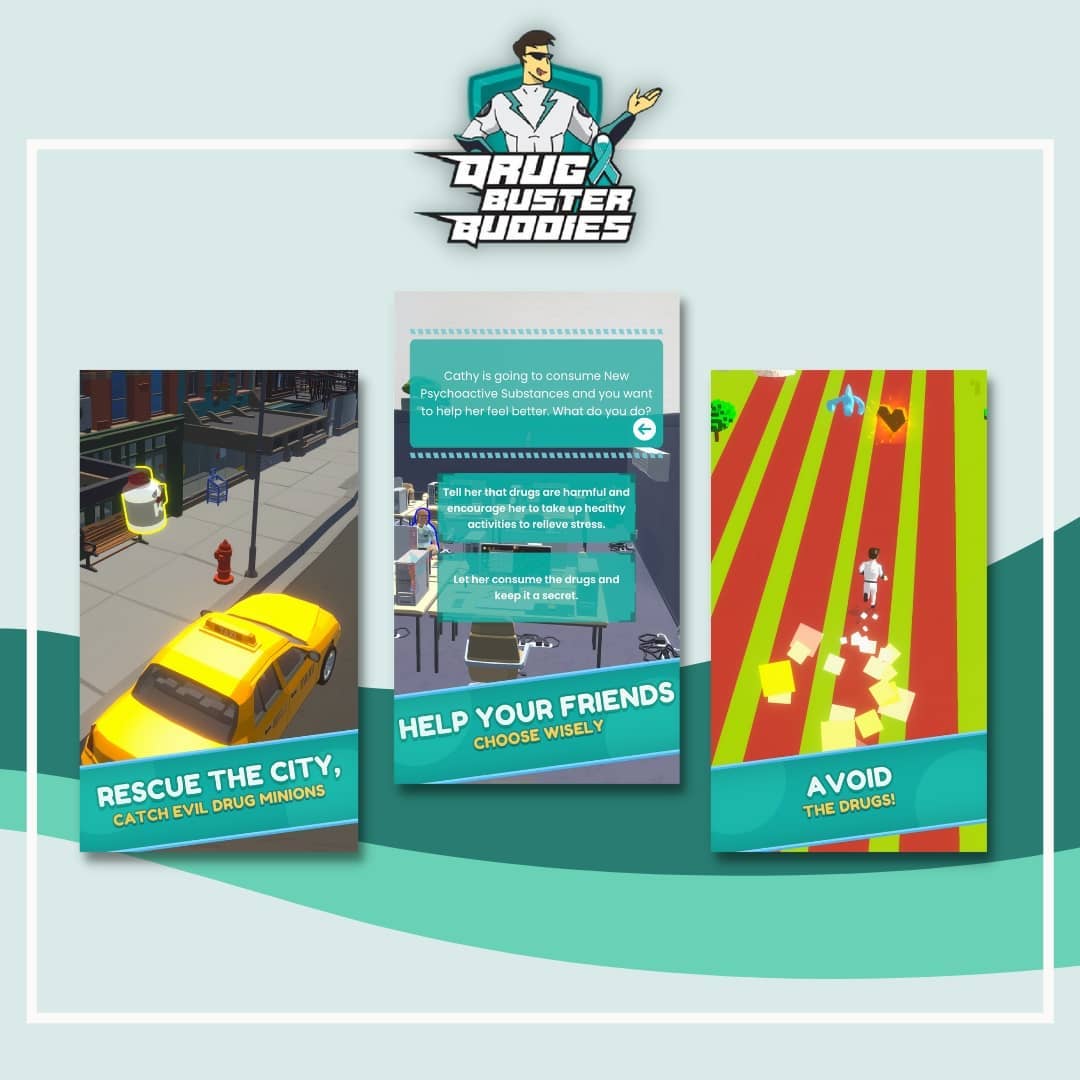 DRUG
BUSTER
BUDDIES
Cathy is going to consume New
Psychoactive Substances and you want
to help her feel better. What do you do?
Tell her that drugs are harmful and
encourage her to take up healthy
activities to relieve stress.
Let her consume the drugs and
keep it a secret.
HELP YOUR FRIENDS
CHOOSE WISELY
K
TAXI
RESCUE THE CITY,
CATCH EVIL DRUG MINIONS
AVOID
THE DRUGS!